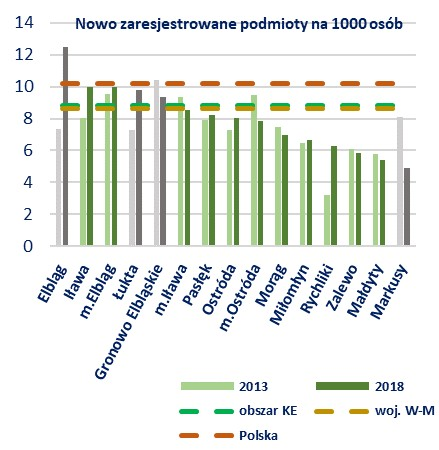 Nowo zaresjestrowane podmioty na 1000 osób
14
12
10
8
6
4
2
0
Elbląg
Iława
m.Elbląg
Łukta
Gronowo Elbląskie
m.Iława
Pasłęk
Ostróda
m.Ostróda
Morąg
Miłomłyn
Rychliki
Zalewo
Małdyty
Markusy
2013
2018
obszar KE
woj. W-M
Polska